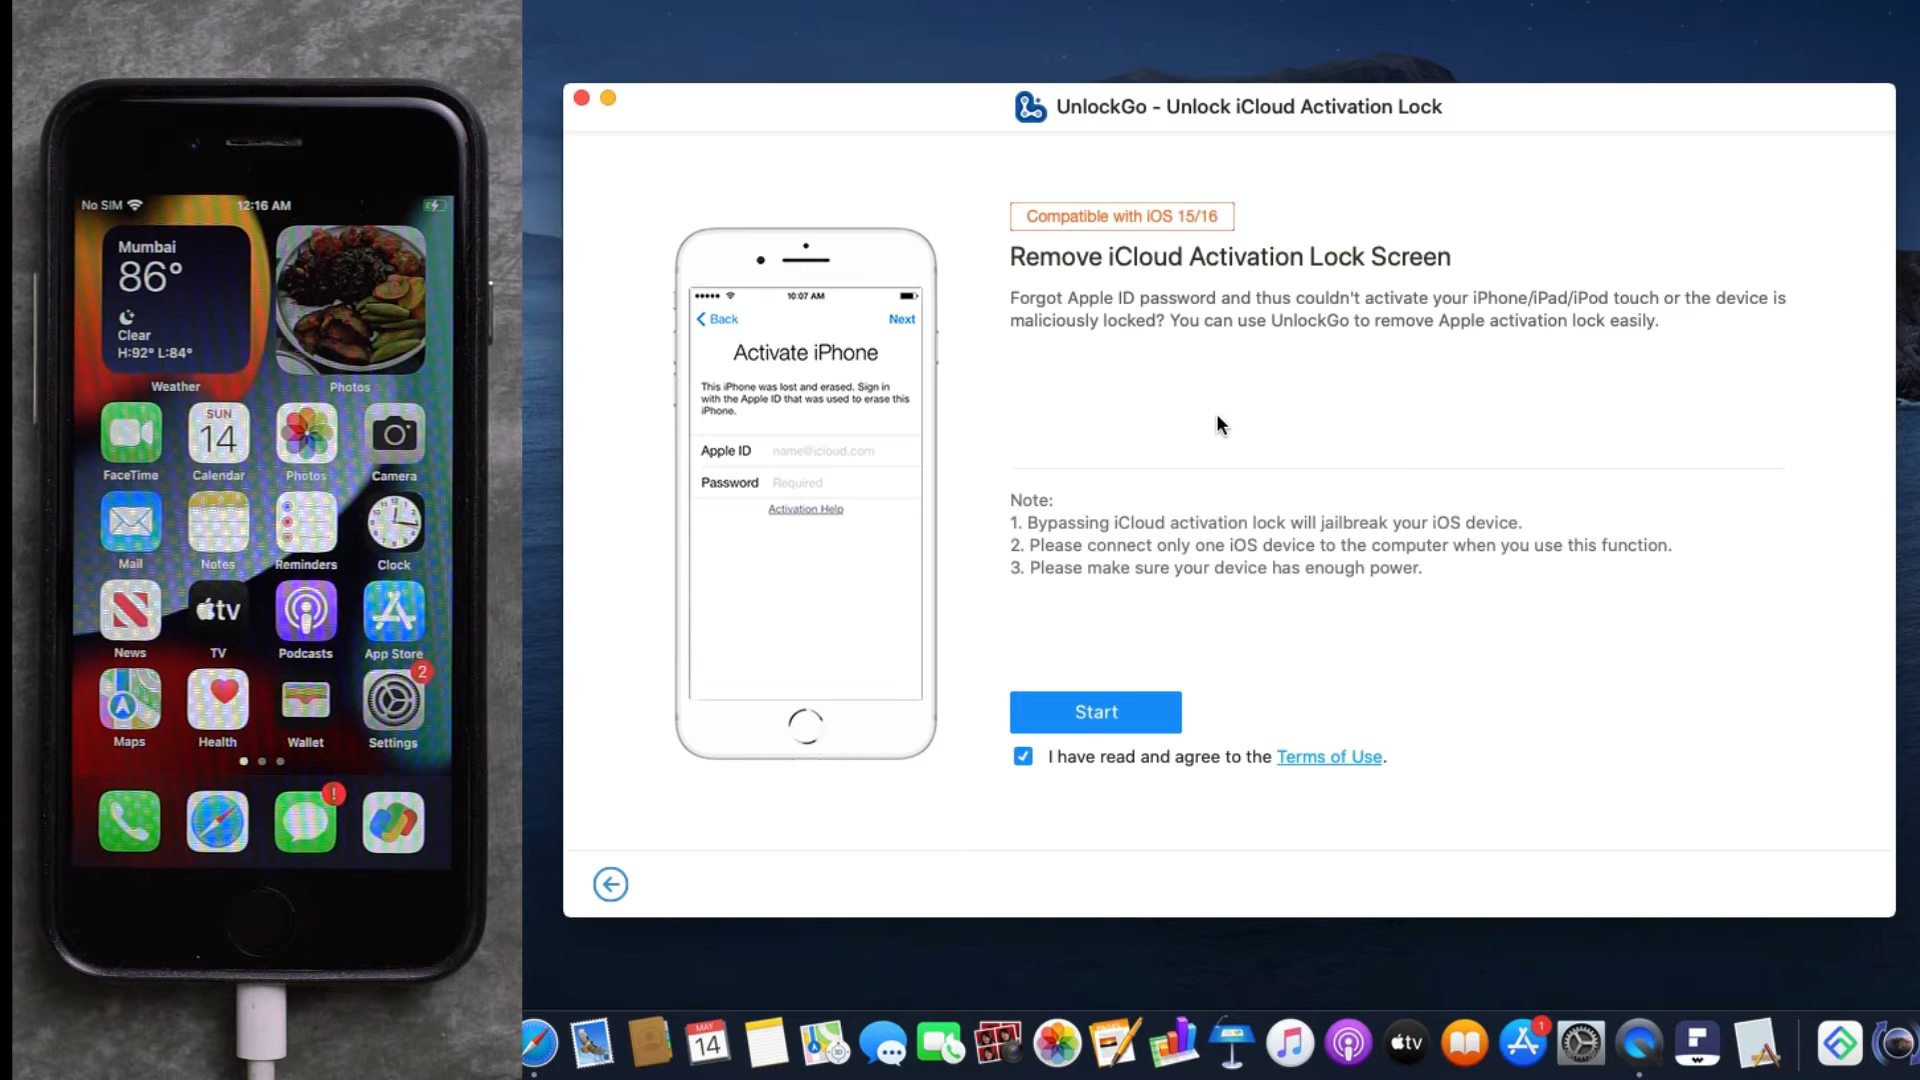 No SIM
12:16 AM
Mumbai
86°
Clear
H:92° L:84°
Weather
Photos
SUN
14
FaceTime
Calendar
Photos
Camera
Mail
Notes
Reminders
Clock
tv
News
TV
Podcasts
App Store
2
Maps
Health
Wallet
Settings
!
UnlockGo - Unlock iCloud Activation Lock
10:07 AM
Back
Next
Activate iPhone
This iPhone was lost and erased. Sign in
with the Apple ID that was used to erase this
iPhone.
Apple ID name@icloud.com
Password Required
Activation Help
Compatible with iOS 15/16
Remove iCloud Activation Lock Screen
Forgot Apple ID password and thus couldn't activate your iPhone/iPad/iPod touch or the device is
maliciously locked? You can use UnlockGo to remove Apple activation lock easily.
Note:
1. Bypassing iCloud activation lock will jailbreak your iOS device.
2. Please connect only one iOS device to the computer when you use this function.
3. Please make sure your device has enough power.
Start
I have read and agree to the Terms of Use.
MAY
14
PAGES
tv
1